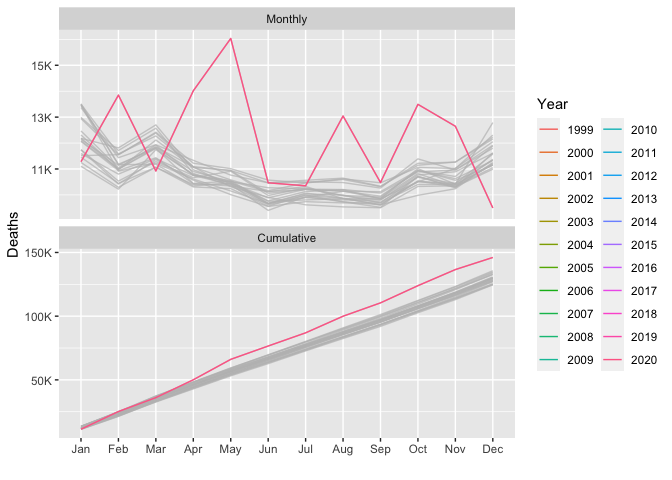 Monthly
15K
13K
11K
Cumulative
150K
100K
50K
Jan Feb Mar Apr May Jun Jul Aug Sep Oct Nov Dec
Deaths
Year
1999 2010
2000 2011
2001 2012
2002 2013
2003 2014
2004 2015
2005 2016
2006 2017
2007 2018
2008 2019
2009 2020